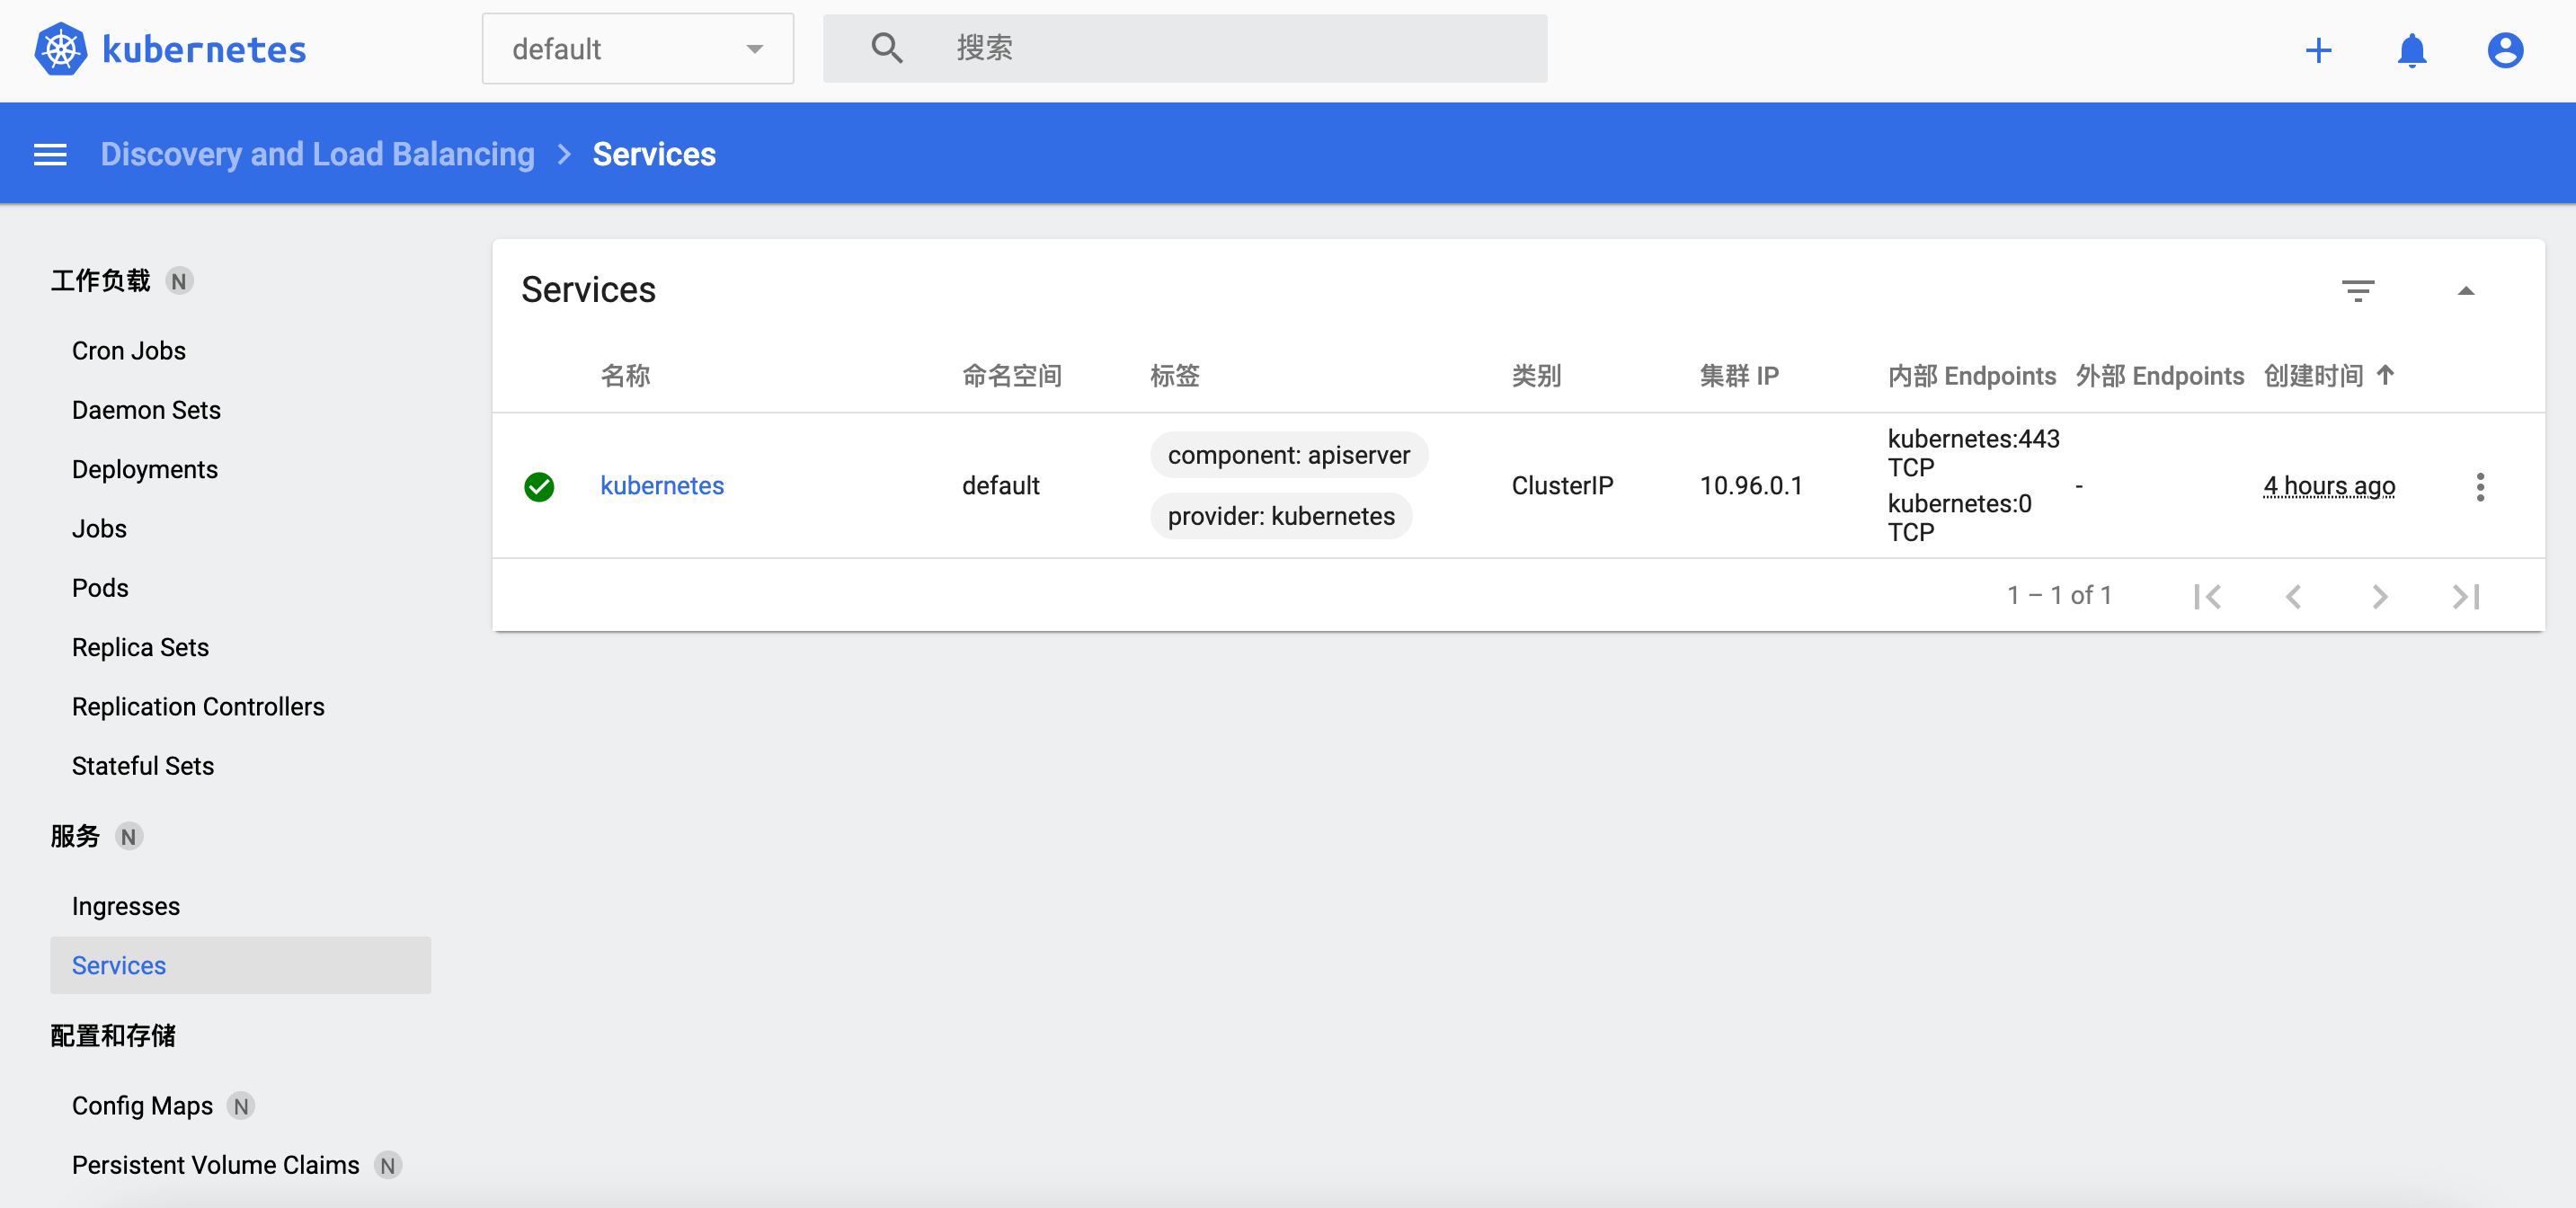 kubernetes
default
搜索
Discovery and Load Balancing > Services
工作负载 N
Cron Jobs
Daemon Sets
Deployments
Jobs
Pods
Replica Sets
Replication Controllers
Stateful Sets
服务 N
Ingresses
Services
配置和存储
Config Maps N
Persistent Volume Claims N
Services
名称 命名空间 标签 类别 集群 IP 内部 Endpoints 外部 Endpoints 创建时间
kubernetes default component: apiserver ClusterIP 10.96.0.1 kubernetes:443 - 4 hours ago
TCP
provider: kubernetes kubernetes:0
TCP
1 – 1 of 1